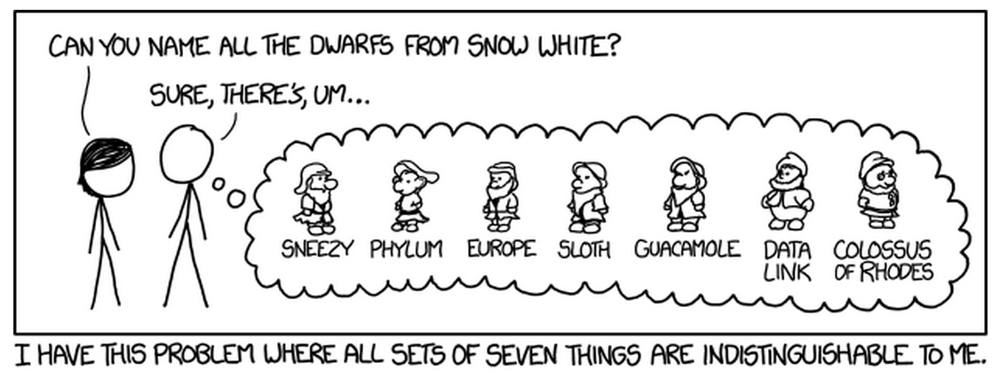 CAN YOU NAME ALL THE DWARFS FROM SNOW WHITE?
SURE, THERE'S, UM...
SNEEZY PHYLUM EUROPE SLOTH GUACAMOLE DATA LINK COLOSSUS OF RHODES
I HAVE THIS PROBLEM WHERE ALL SETS OF SEVEN THINGS ARE INDISTINGUISHABLE TO ME.